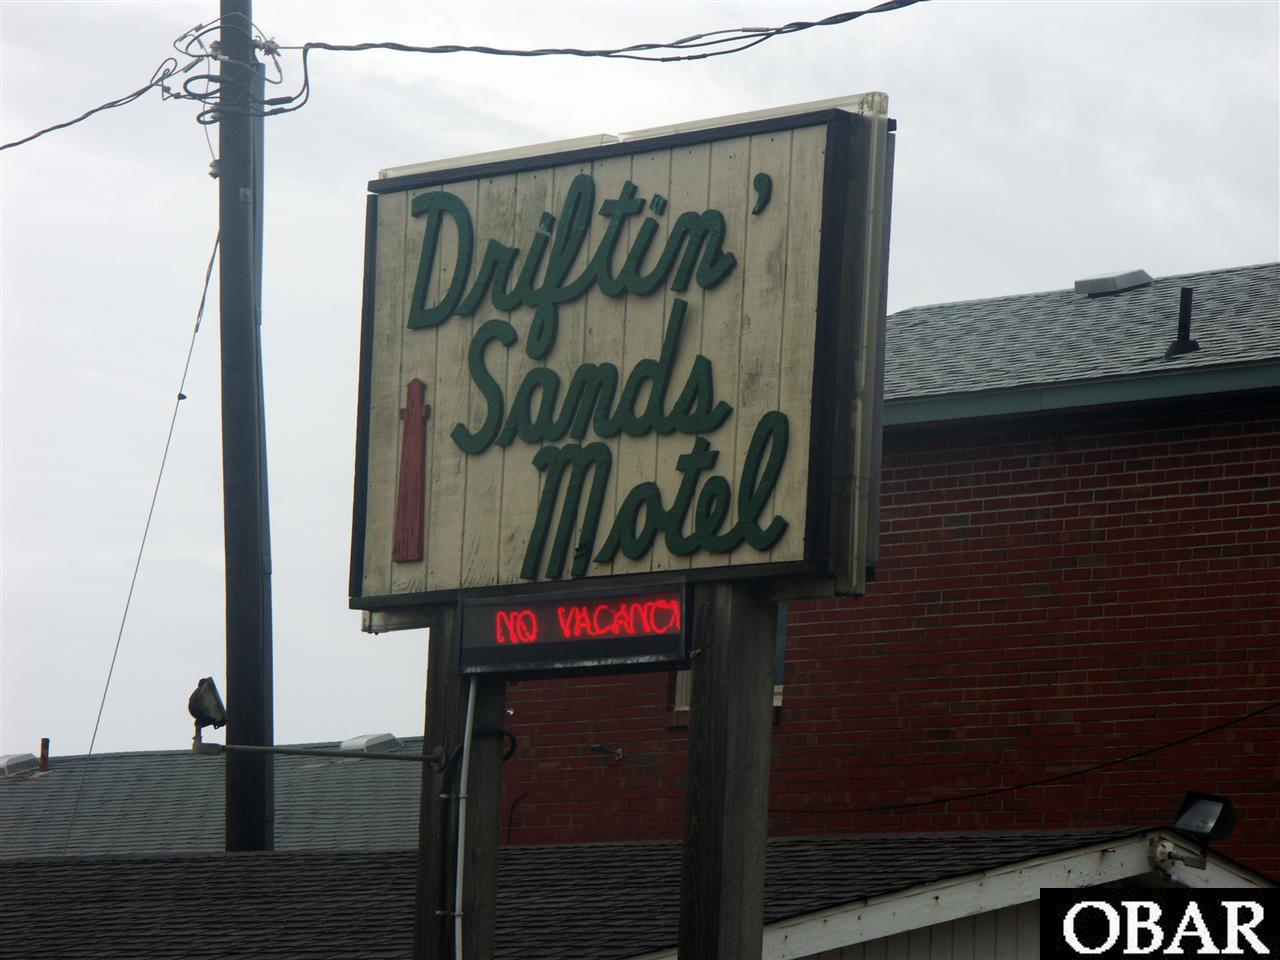 Driftin'
Sands
Motel
NO VACANCY
OBAR